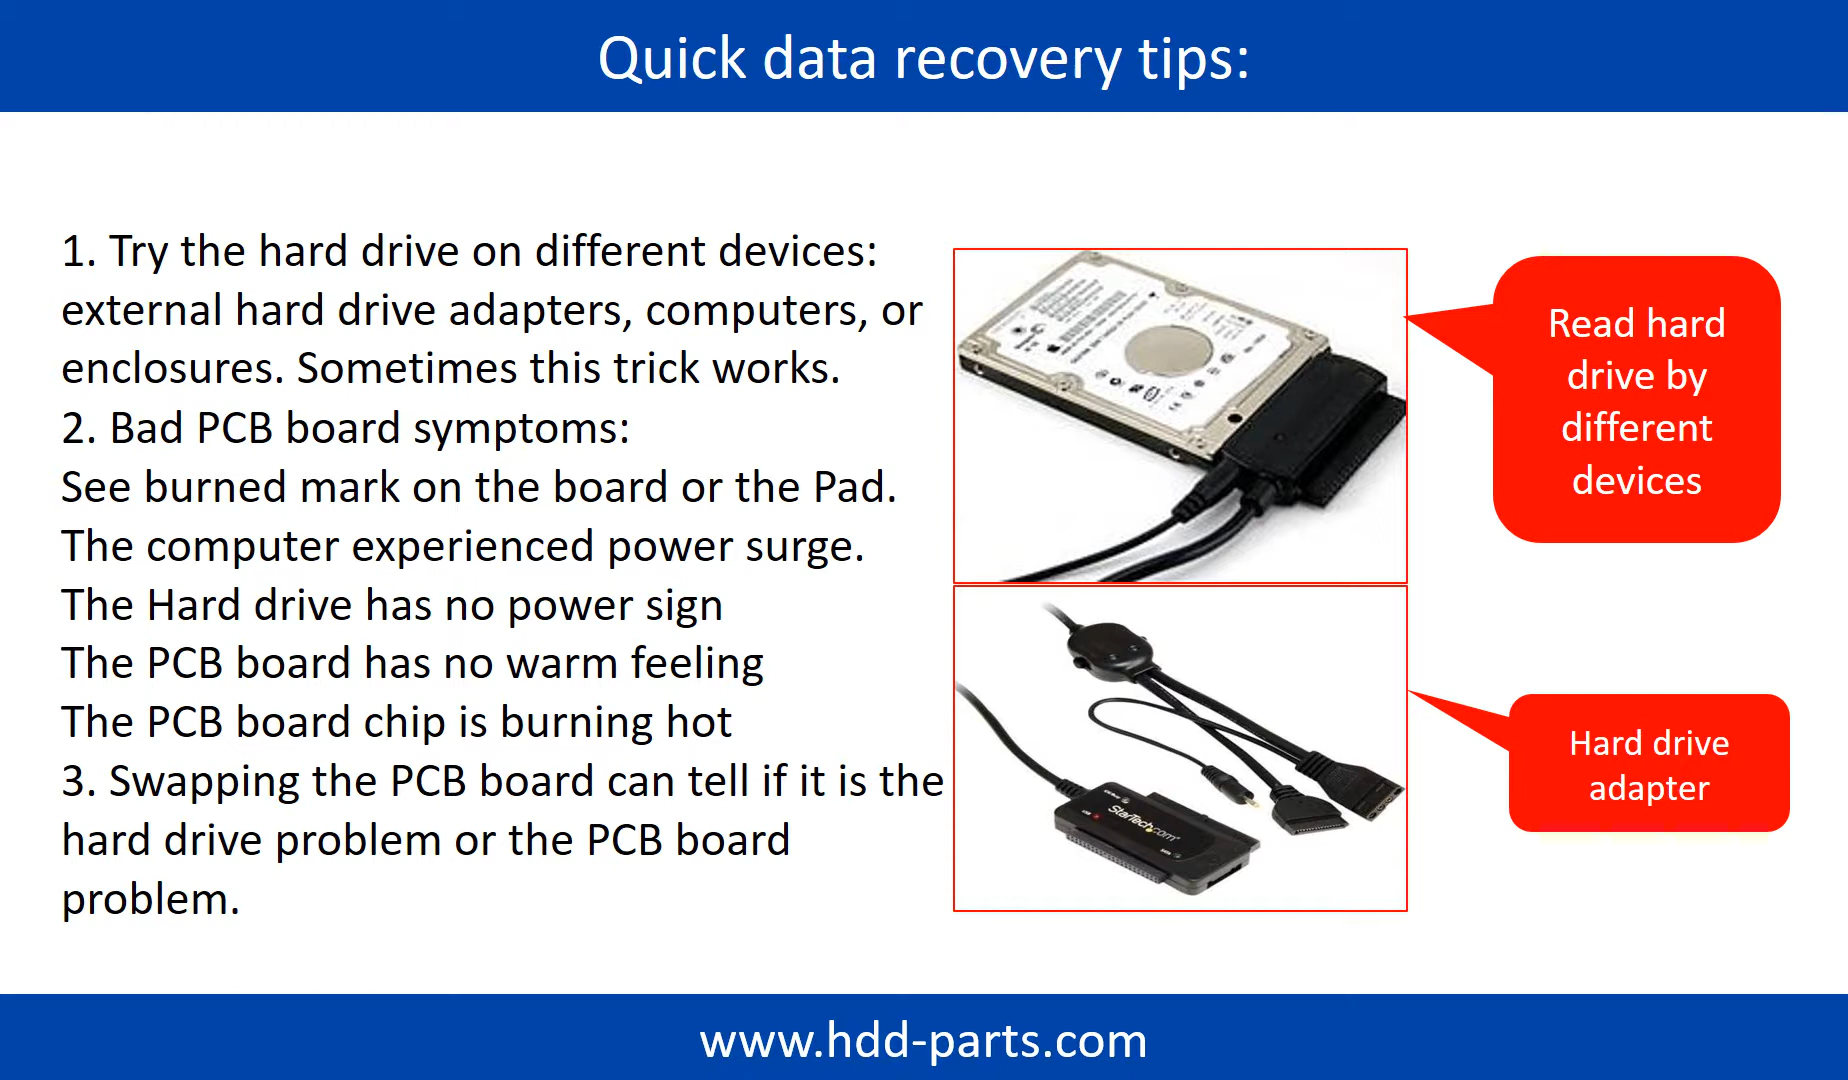 Quick data recovery tips:
1. Try the hard drive on different devices:
external hard drive adapters, computers, or
enclosures. Sometimes this trick works.
2. Bad PCB board symptoms:
See burned mark on the board or the Pad.
The computer experienced power surge.
The Hard drive has no power sign
The PCB board has no warm feeling
The PCB board chip is burning hot
3. Swapping the PCB board can tell if it is the
hard drive problem or the PCB board
problem.
Read hard
drive by
different
devices
StarTech.com
Hard drive
adapter
www.hdd-parts.com